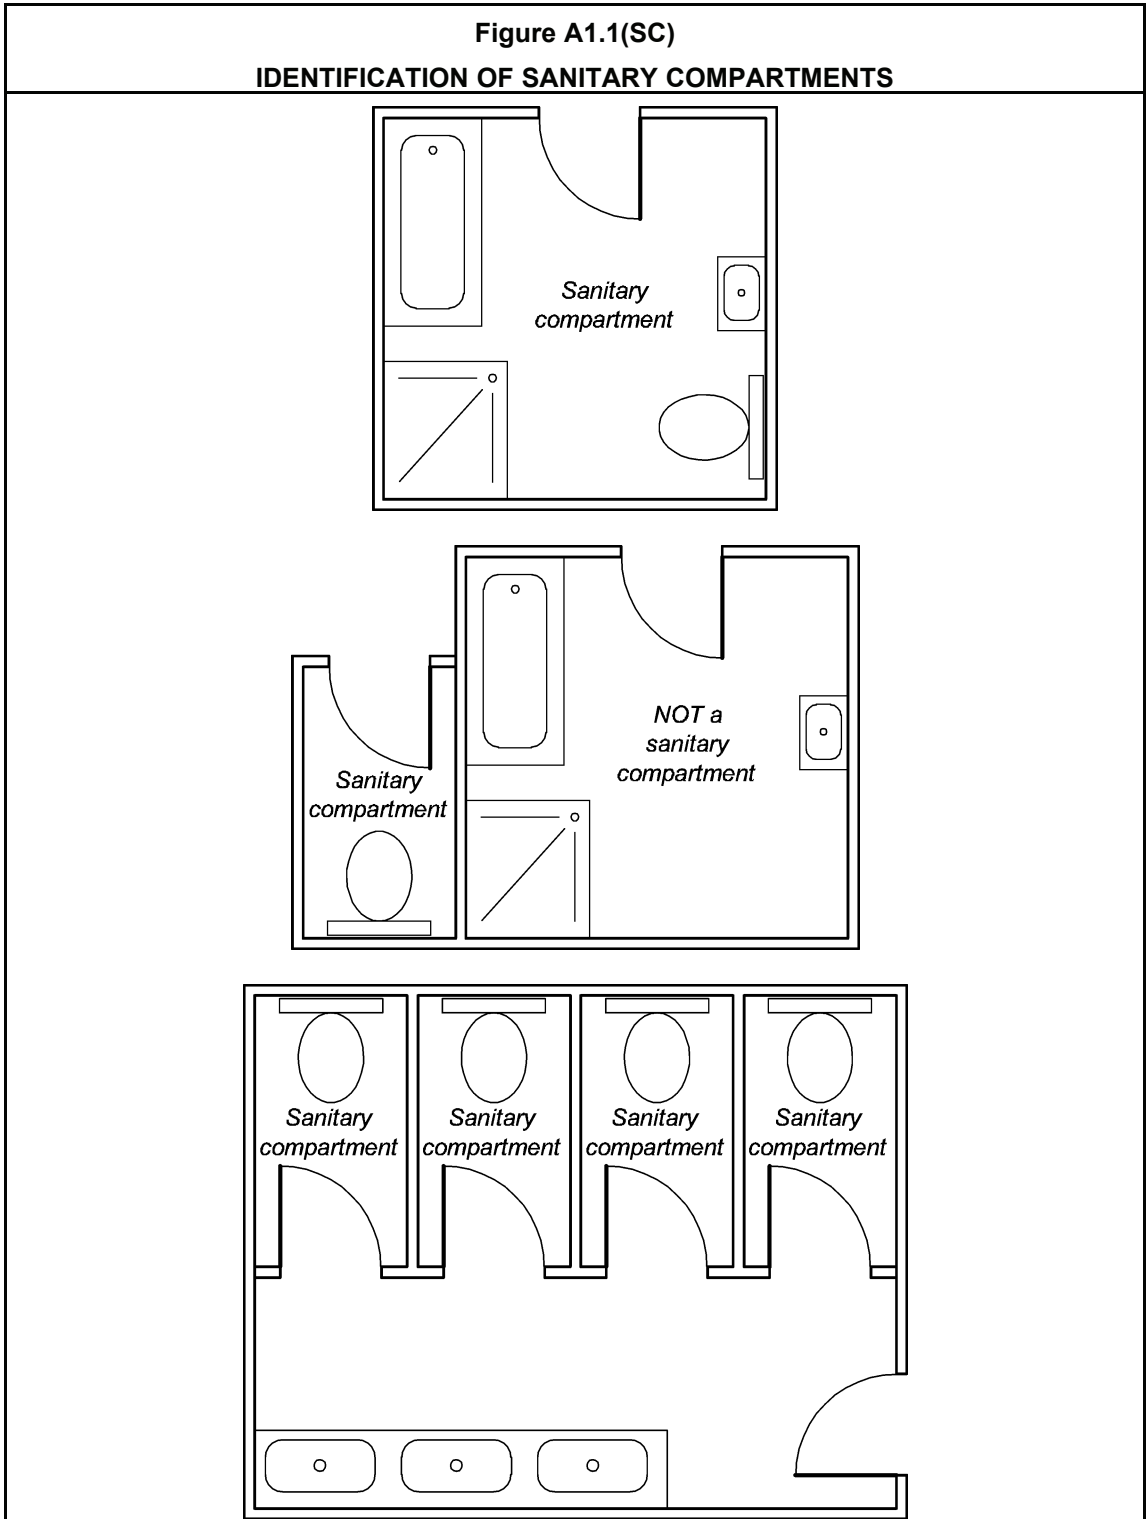 Figure A1.1(SC)
IDENTIFICATION OF SANITARY COMPARTMENTS
Sanitary
compartment
NOT a
sanitary
compartment
Sanitary
compartment
Sanitary
compartment
Sanitary
compartment
Sanitary
compartment
Sanitary
compartment